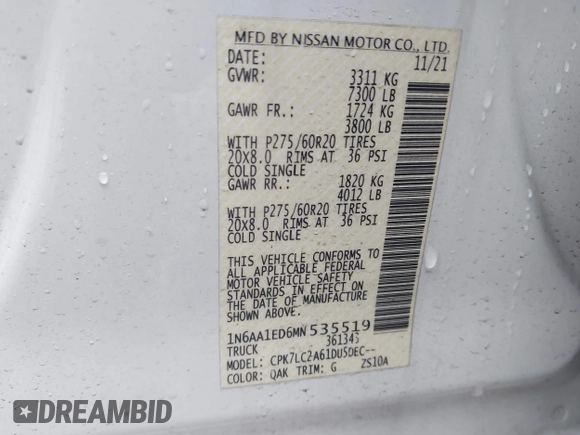 MFD BY NISSAN MOTOR CO., LTD.
DATE: 11/21
GVWR: 3311 KG
7300 LB
GAWR FR.: 1724 KG
3800 LB
WITH P275/60R20 TIRES
20X8.0 RIMS AT 36 PSI
COLD SINGLE
GAWR RR.: 1820 KG
4012 LB
WITH P275/60R20 TIRES
20X8.0 RIMS AT 36 PSI
COLD SINGLE
THIS VEHICLE CONFORMS TO
ALL APPLICABLE FEDERAL
MOTOR VEHICLE SAFETY
STANDARDS IN EFFECT ON
THE DATE OF MANUFACTURE
SHOWN ABOVE.
1N6AA1ED6MN535519
TRUCK 361343
MODEL: CPK7LC2A61DU5DEC--
COLOR: QAK TRIM: G ZS10A
© REBIDCAR.COM